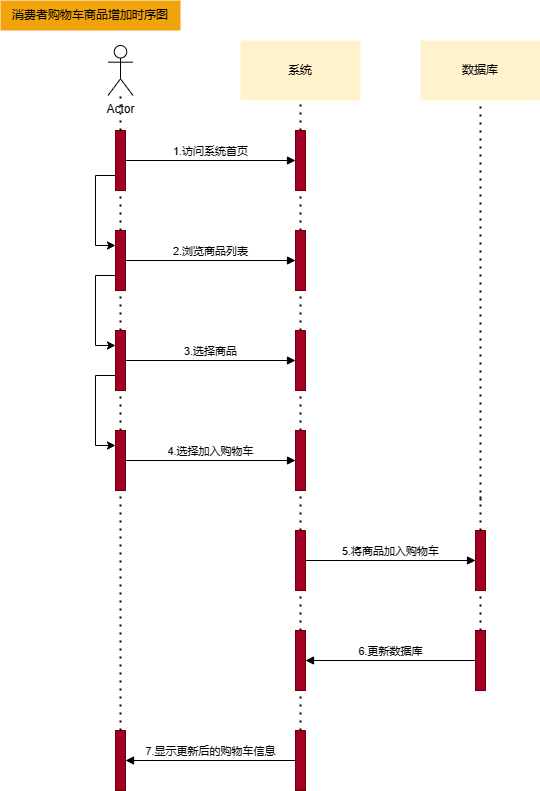 消费者购物车商品增加时序图
Actor
系统
数据库
1.访问系统首页
2.浏览商品列表
3.选择商品
4.选择加入购物车
5.将商品加入购物车
6.更新数据库
7.显示更新后的购物车信息